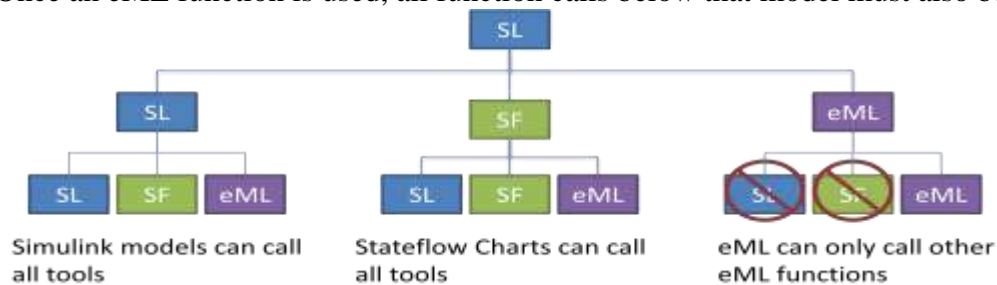 Once an eML function is used, all function calls below that model must also be
SL
SL
SF
eML
SL SF eML
SL SF eML
SL SF eML
Simulink models can call
all tools
Stateflow Charts can call
all tools
eML can only call other
eML functions